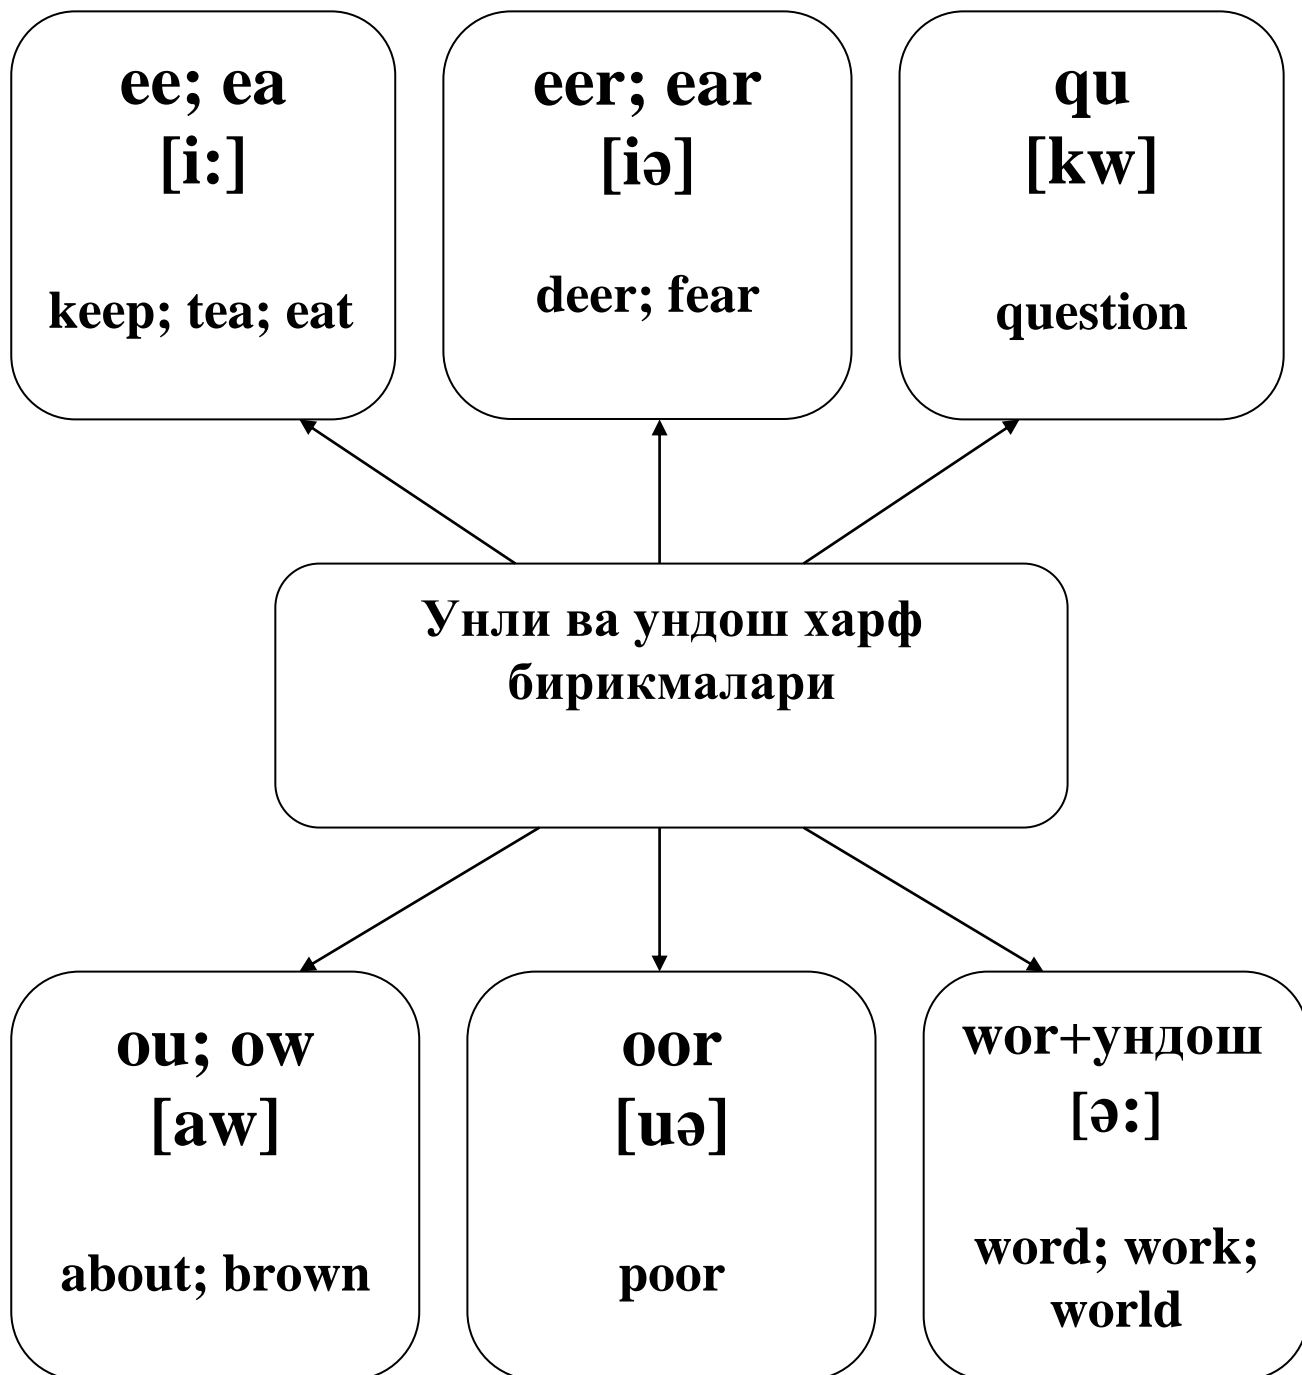 ee; ea
[i:]
keep; tea; eat
eer; ear
[iə]
deer; fear
qu
[kw]
question
Унли ва ундош харф
бирикмалари
ou; ow
[aw]
about; brown
oor
[uə]
poor
wor+ундош
[ə:]
word; work;
world